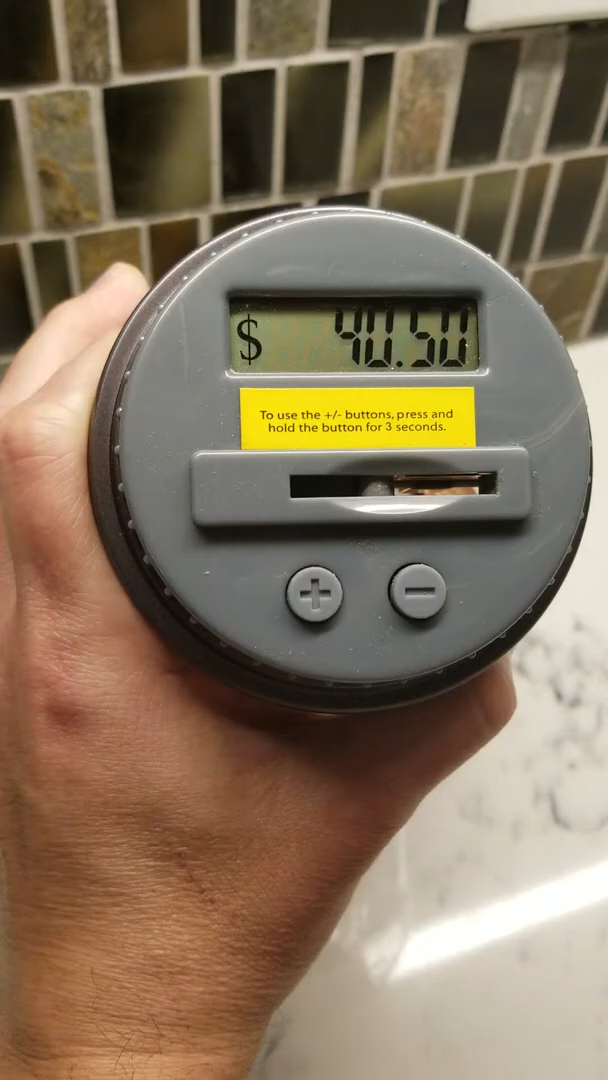 $ 40.50
To use the +/- buttons, press and
hold the button for 3 seconds.
+ −